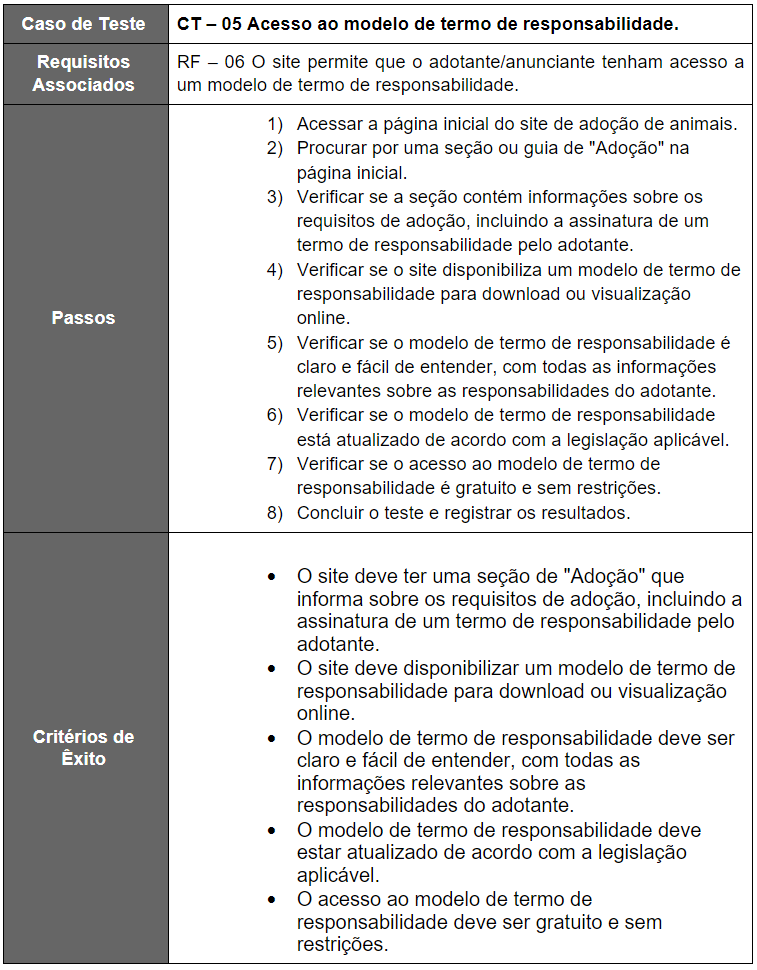 Caso de Teste
CT – 05 Acesso ao modelo de termo de responsabilidade.
Requisitos
Associados
RF – 06 O site permite que o adotante/anunciante tenham acesso a
um modelo de termo de responsabilidade.
Passos
1) Acessar a página inicial do site de adoção de animais.
2) Procurar por uma seção ou guia de "Adoção" na
página inicial.
3) Verificar se a seção contém informações sobre os
requisitos de adoção, incluindo a assinatura de um
termo de responsabilidade pelo adotante.
4) Verificar se o site disponibiliza um modelo de termo de
responsabilidade para download ou visualização
online.
5) Verificar se o modelo de termo de responsabilidade é
claro e fácil de entender, com todas as informações
relevantes sobre as responsabilidades do adotante.
6) Verificar se o modelo de termo de responsabilidade
está atualizado de acordo com a legislação aplicável.
7) Verificar se o acesso ao modelo de termo de
responsabilidade é gratuito e sem restrições.
8) Concluir o teste e registrar os resultados.
Critérios de
Êxito
• O site deve ter uma seção de "Adoção" que
informa sobre os requisitos de adoção, incluindo a
assinatura de um termo de responsabilidade pelo
adotante.
• O site deve disponibilizar um modelo de termo de
responsabilidade para download ou visualização
online.
• O modelo de termo de responsabilidade deve ser
claro e fácil de entender, com todas as
informações relevantes sobre as
responsabilidades do adotante.
• O modelo de termo de responsabilidade deve
estar atualizado de acordo com a legislação
aplicável.
• O acesso ao modelo de termo de
responsabilidade deve ser gratuito e sem
restrições.